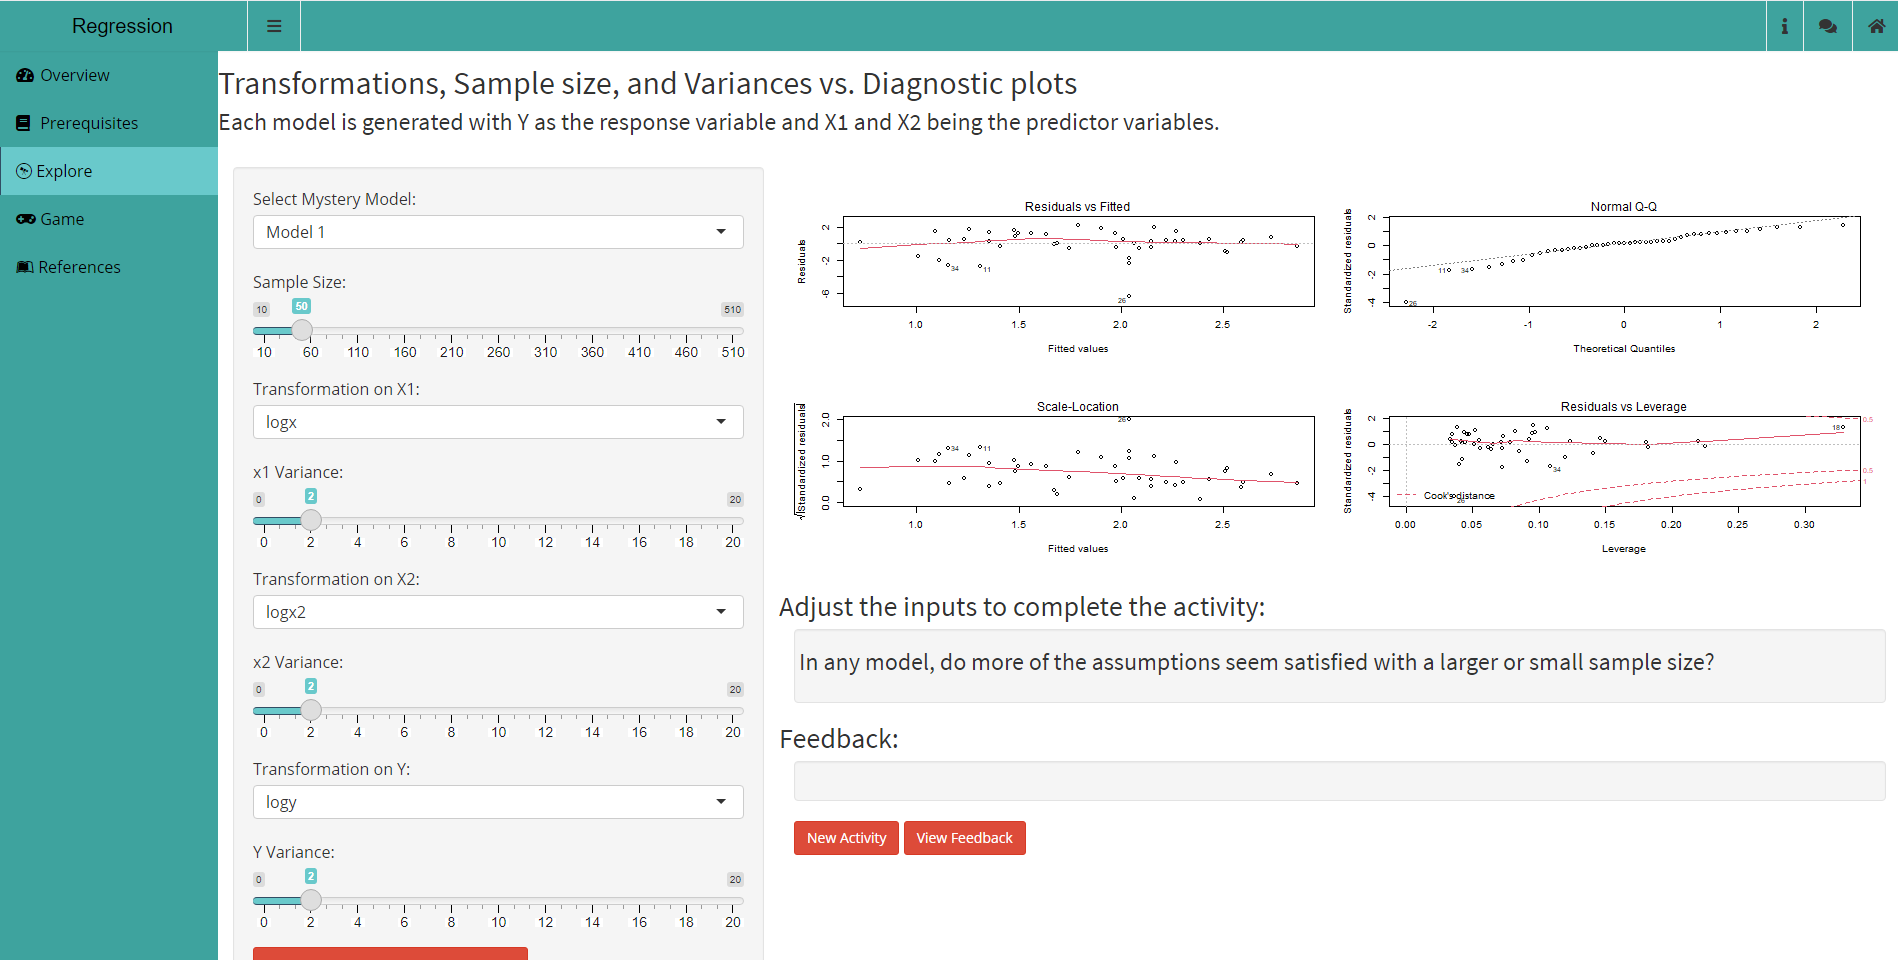 Regression
Overview
Prerequisites
Explore
Game
References
Transformations, Sample size, and Variances vs. Diagnostic plots
Each model is generated with Y as the response variable and X1 and X2 being the predictor variables.
Select Mystery Model:
Model 1
Sample Size:
10 50 510
10 60 110 160 210 260 310 360 410 460 510
Transformation on X1:
logx
x1 Variance:
0 2 20
0 2 4 6 8 10 12 14 16 18 20
Transformation on X2:
logx2
x2 Variance:
0 2 20
0 2 4 6 8 10 12 14 16 18 20
Transformation on Y:
logy
Y Variance:
0 2 20
0 2 4 6 8 10 12 14 16 18 20
Residuals vs Fitted
Residuals
2
-2
-6
34 11
26
1.0 1.5 2.0 2.5
Fitted values
Normal Q-Q
Standardized residuals
2
0
-2
-4
11 34
26
-2 -1 0 1 2
Theoretical Quantiles
Scale-Location
√|Standardized residuals|
2.0
1.0
0.0
26
34 11
1.0 1.5 2.0 2.5
Fitted values
Residuals vs Leverage
Standardized residuals
2
0
-2
-4
0.5
18
34
0.5
1
Cook's distance
26
0.00 0.05 0.10 0.15 0.20 0.25 0.30
Leverage
Adjust the inputs to complete the activity:
In any model, do more of the assumptions seem satisfied with a larger or small sample size?
Feedback:
New Activity View Feedback